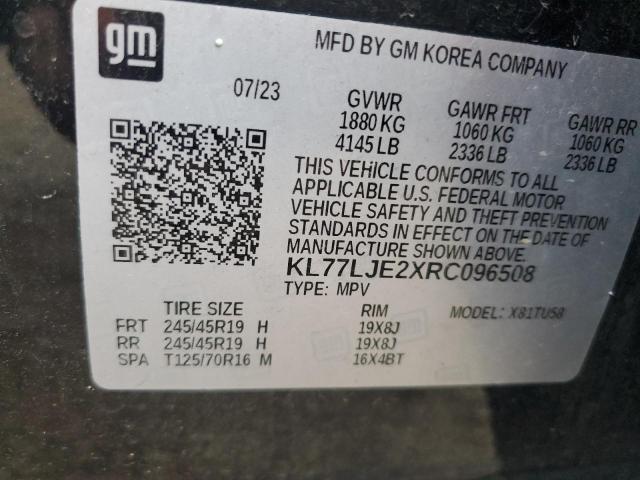 gm
MFD BY GM KOREA COMPANY
07/23
GVWR GAWR FRT GAWR RR
1880 KG 1060 KG 1060 KG
4145 LB 2336 LB 2336 LB
THIS VEHICLE CONFORMS TO ALL
APPLICABLE U.S. FEDERAL MOTOR
VEHICLE SAFETY AND THEFT PREVENTION
STANDARDS IN EFFECT ON THE DATE OF
MANUFACTURE SHOWN ABOVE.
KL77LJE2XRC096508
TYPE: MPV
TIRE SIZE RIM MODEL: X81TU58
FRT 245/45R19 H 19X8J
RR 245/45R19 H 19X8J
SPA T125/70R16 M 16X4BT